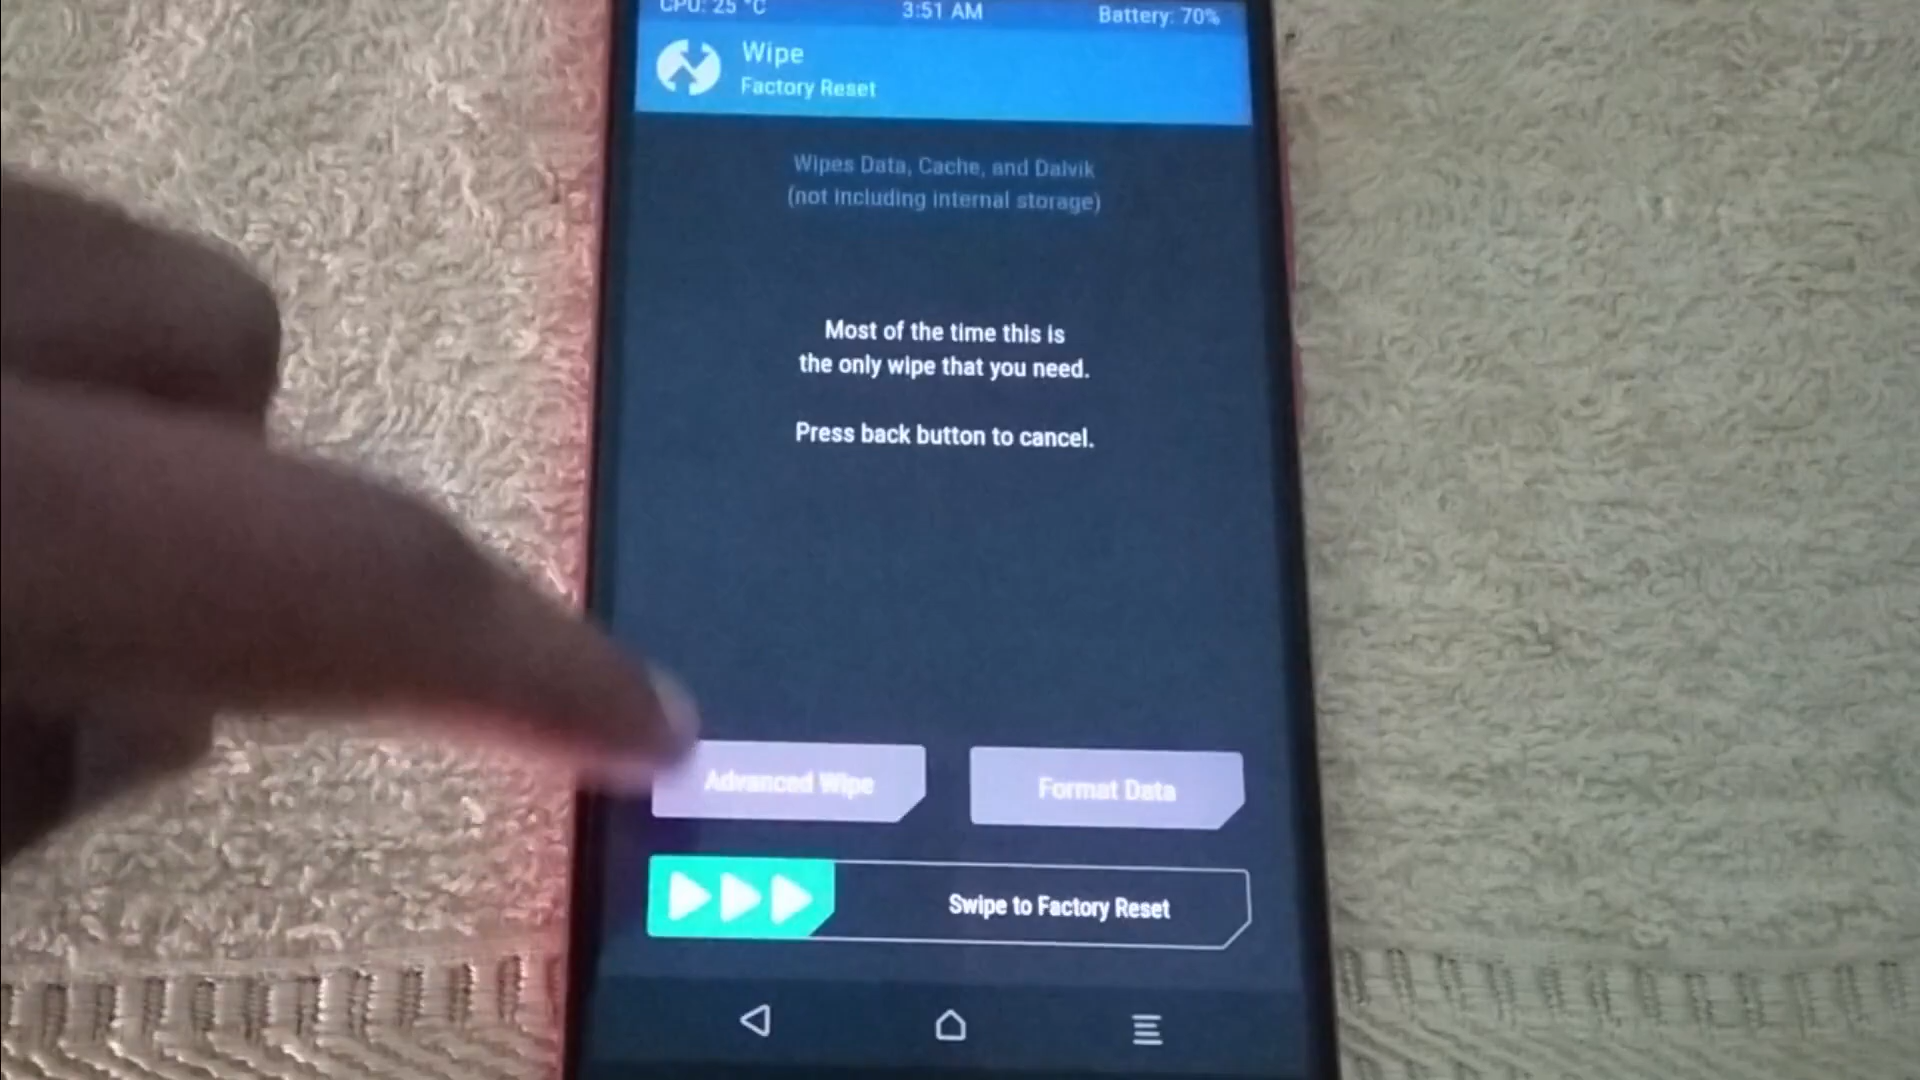 CPU: 25 °C 3:51 AM Battery: 70%
Wipe
Factory Reset
Wipes Data, Cache, and Dalvik
(not including internal storage)
Most of the time this is
the only wipe that you need.
Press back button to cancel.
Advanced Wipe Format Data
Swipe to Factory Reset